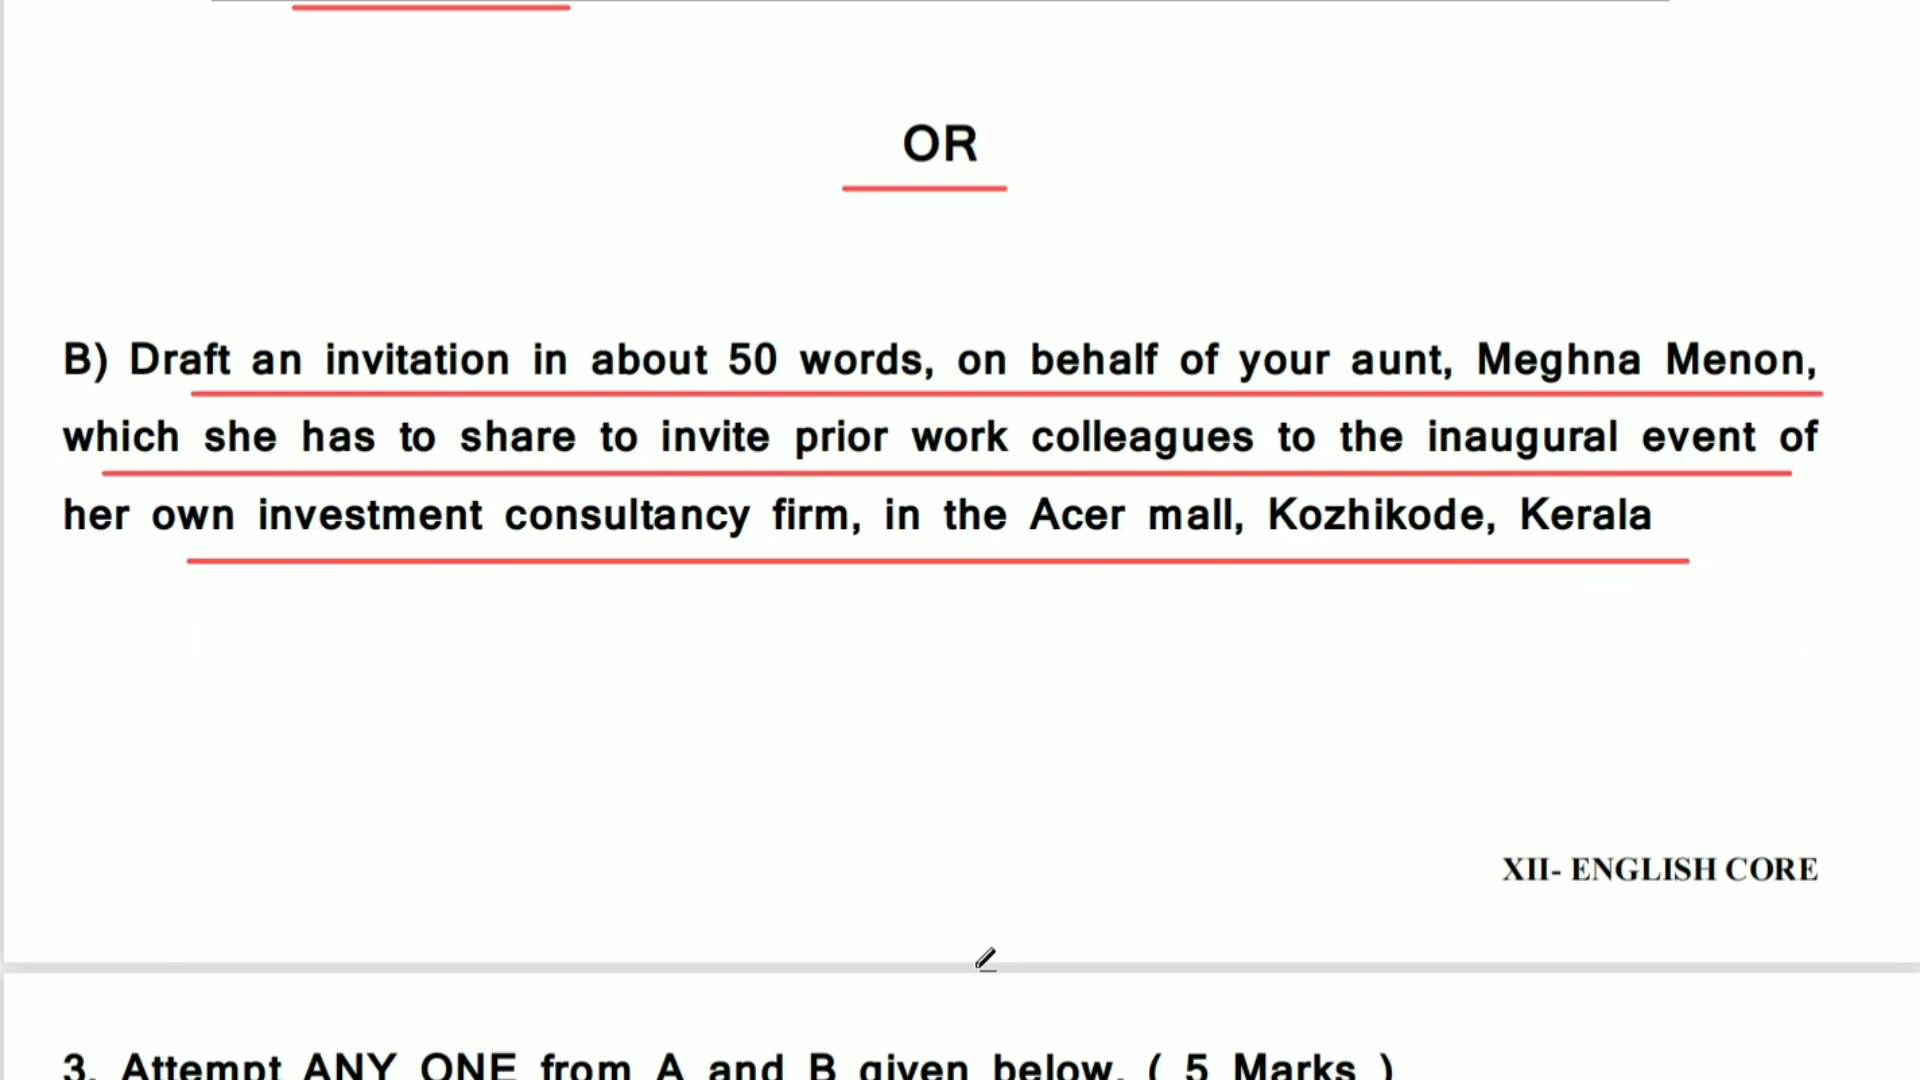 OR
B) Draft an invitation in about 50 words, on behalf of your aunt, Meghna Menon,
which she has to share to invite prior work colleagues to the inaugural event of
her own investment consultancy firm, in the Acer mall, Kozhikode, Kerala
XII- ENGLISH CORE
3. Attempt ANY ONE from A and B given below. ( 5 Marks )